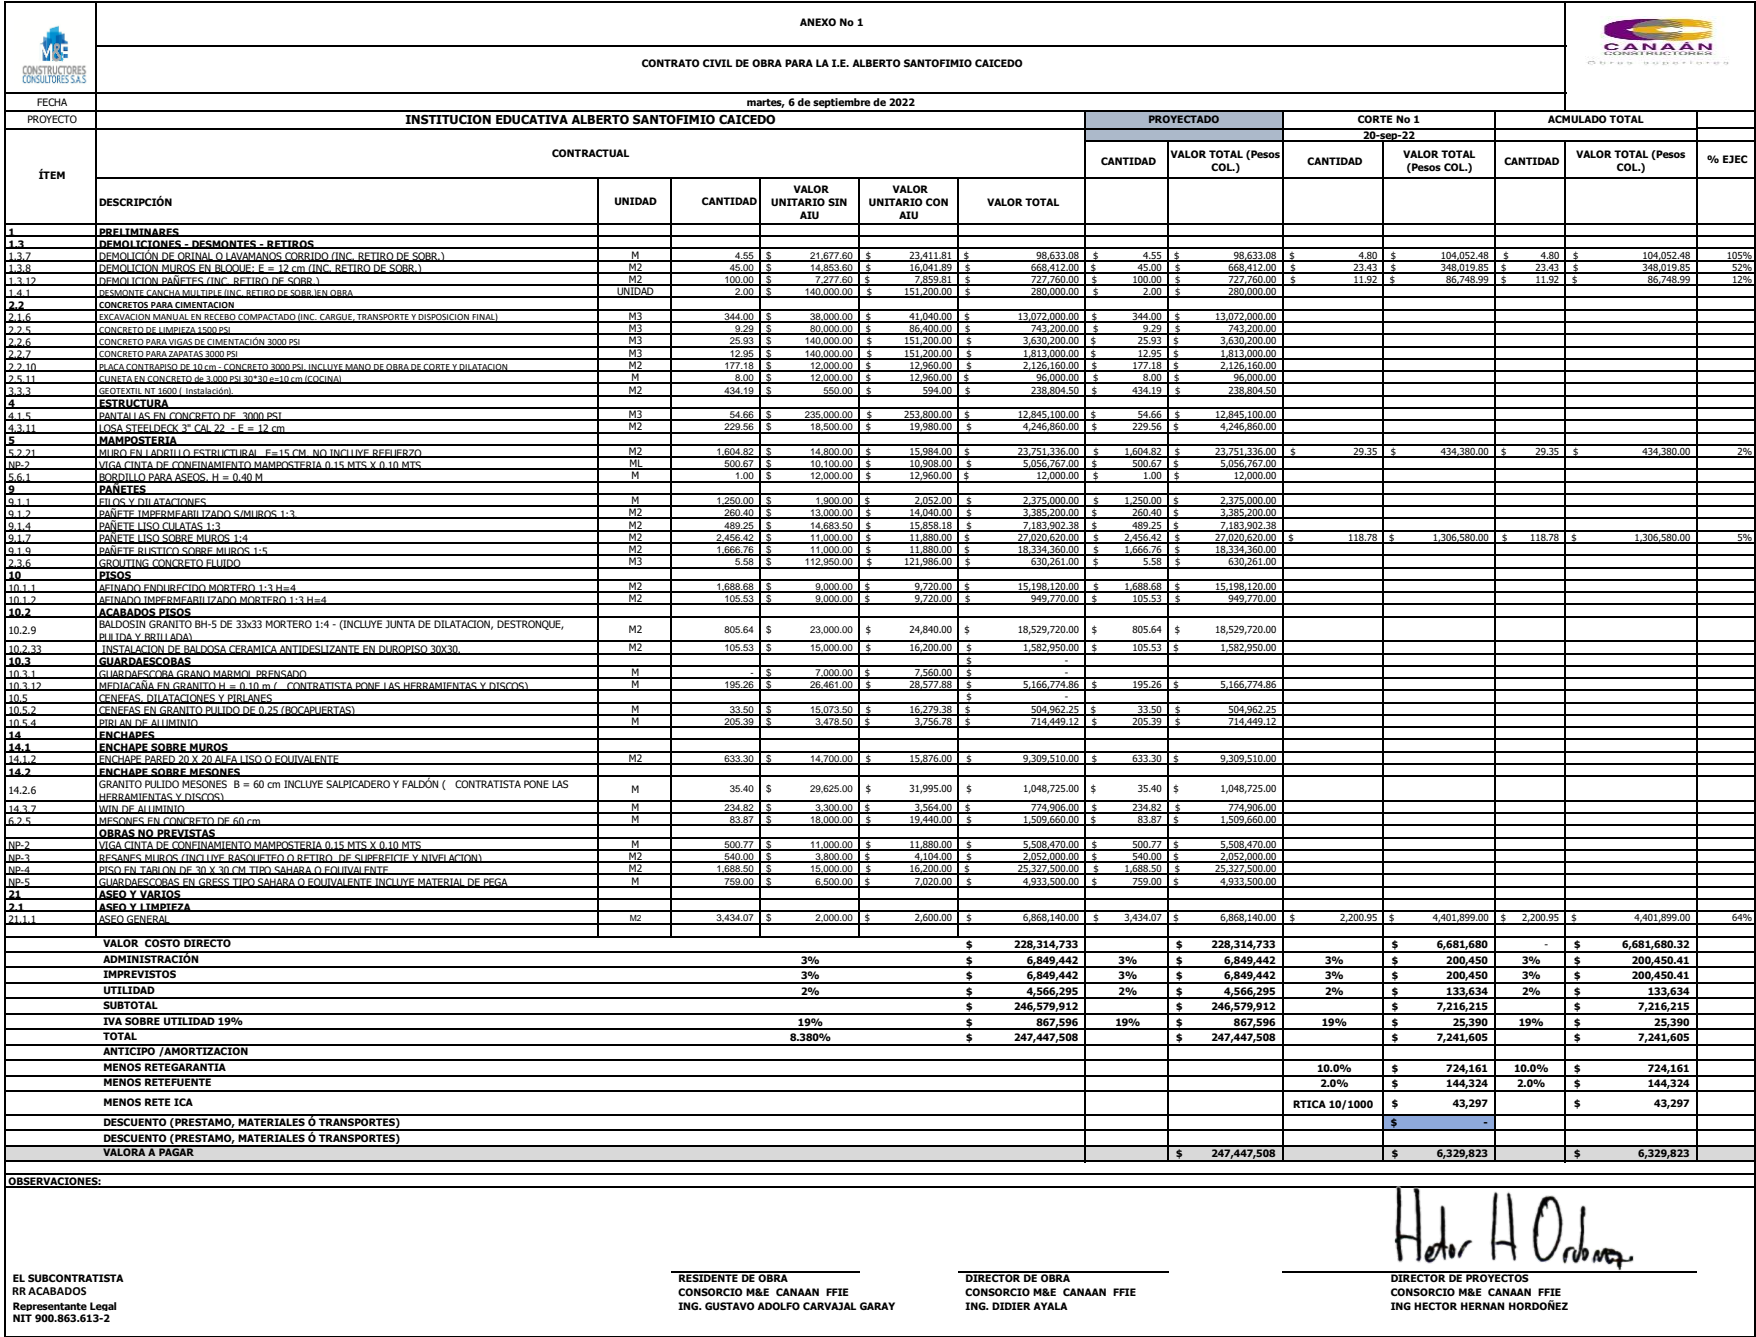 ANEXO No 1
M&E
CONSTRUCTORES
CONSULTORES S.A.S
CANAÁN
CONSTRUCTORES
Obras superiores
CONTRATO CIVIL DE OBRA PARA LA I.E. ALBERTO SANTOFIMIO CAICEDO
FECHA martes, 6 de septiembre de 2022
PROYECTO INSTITUCION EDUCATIVA ALBERTO SANTOFIMIO CAICEDO PROYECTADO CORTE No 1 ACMULADO TOTAL
20-sep-22
ÍTEM CONTRACTUAL CANTIDAD VALOR TOTAL (Pesos COL.) CANTIDAD VALOR TOTAL (Pesos COL.) CANTIDAD VALOR TOTAL (Pesos COL.) % EJEC
DESCRIPCIÓN UNIDAD CANTIDAD VALOR UNITARIO SIN AIU VALOR UNITARIO CON AIU VALOR TOTAL
1 PRELIMINARES
1.3 DEMOLICIONES - DESMONTES - RETIROS
1.3.7 DEMOLICIÓN DE ORINAL O LAVAMANOS CORRIDO (INC. RETIRO DE SOBR.) M 4.55 $ 21,677.60 $ 23,411.81 $ 98,633.08 $ 4.55 $ 98,633.08 $ 4.80 $ 104,052.48 $ 4.80 $ 104,052.48 105%
1.3.8 DEMOLICION MUROS EN BLOQUE; E = 12 cm (INC. RETIRO DE SOBR.) M2 45.00 $ 14,853.60 $ 16,041.89 $ 668,412.00 $ 45.00 $ 668,412.00 $ 23.43 $ 348,019.85 $ 23.43 $ 348,019.85 52%
1.3.12 DEMOLICION PAÑETES (INC. RETIRO DE SOBR.) M2 100.00 $ 7,277.60 $ 7,859.81 $ 727,760.00 $ 100.00 $ 727,760.00 $ 11.92 $ 86,748.99 $ 11.92 $ 86,748.99 12%
1.4.1 DESMONTE CANCHA MULTIPLE (INC. RETIRO DE SOBR.)EN OBRA UNIDAD 2.00 $ 140,000.00 $ 151,200.00 $ 280,000.00 $ 2.00 $ 280,000.00
2.2 CONCRETOS PARA CIMENTACION
2.1.6 EXCAVACION MANUAL EN RECEBO COMPACTADO (INC. CARGUE, TRANSPORTE Y DISPOSICION FINAL) M3 344.00 $ 38,000.00 $ 41,040.00 $ 13,072,000.00 $ 344.00 $ 13,072,000.00
2.2.5 CONCRETO DE LIMPIEZA 1500 PSI M3 9.29 $ 80,000.00 $ 86,400.00 $ 743,200.00 $ 9.29 $ 743,200.00
2.2.6 CONCRETO PARA VIGAS DE CIMENTACIÓN 3000 PSI M3 25.93 $ 140,000.00 $ 151,200.00 $ 3,630,200.00 $ 25.93 $ 3,630,200.00
2.2.7 CONCRETO PARA ZAPATAS 3000 PSI M3 12.95 $ 140,000.00 $ 151,200.00 $ 1,813,000.00 $ 12.95 $ 1,813,000.00
2.2.10 PLACA CONTRAPISO DE 10 cm - CONCRETO 3000 PSI. INCLUYE MANO DE OBRA DE CORTE Y DILATACION M2 177.18 $ 12,000.00 $ 12,960.00 $ 2,126,160.00 $ 177.18 $ 2,126,160.00
2.5.11 CUNETA EN CONCRETO de 3.000 PSI 30*30 e=10 cm (COCINA) M 8.00 $ 12,000.00 $ 12,960.00 $ 96,000.00 $ 8.00 $ 96,000.00
3.3.3 GEOTEXTIL NT 1600 ( Instalación). M2 434.19 $ 550.00 $ 594.00 $ 238,804.50 $ 434.19 $ 238,804.50
4 ESTRUCTURA
4.1.5 PANTALLAS EN CONCRETO DE 3000 PSI M3 54.66 $ 235,000.00 $ 253,800.00 $ 12,845,100.00 $ 54.66 $ 12,845,100.00
4.3.11 LOSA STEELDECK 3" CAL 22 - E = 12 cm M2 229.56 $ 18,500.00 $ 19,980.00 $ 4,246,860.00 $ 229.56 $ 4,246,860.00
5 MAMPOSTERIA
5.2.21 MURO EN LADRILLO ESTRUCTURAL E=15 CM. NO INCLUYE REFUERZO M2 1,604.82 $ 14,800.00 $ 15,984.00 $ 23,751,336.00 $ 1,604.82 $ 23,751,336.00 $ 29.35 $ 434,380.00 $ 29.35 $ 434,380.00 2%
NP-2 VIGA CINTA DE CONFINAMIENTO MAMPOSTERIA 0.15 MTS X 0.10 MTS ML 500.67 $ 10,100.00 $ 10,908.00 $ 5,056,767.00 $ 500.67 $ 5,056,767.00
5.6.1 BORDILLO PARA ASEOS. H = 0.40 M M 1.00 $ 12,000.00 $ 12,960.00 $ 12,000.00 $ 1.00 $ 12,000.00
9 PAÑETES
9.1.1 FILOS Y DILATACIONES M 1,250.00 $ 1,900.00 $ 2,052.00 $ 2,375,000.00 $ 1,250.00 $ 2,375,000.00
9.1.2 PAÑETE IMPERMEABILIZADO S/MUROS 1:3. M2 260.40 $ 13,000.00 $ 14,040.00 $ 3,385,200.00 $ 260.40 $ 3,385,200.00
9.1.4 PAÑETE LISO CULATAS 1:3 M2 489.25 $ 14,683.50 $ 15,858.18 $ 7,183,902.38 $ 489.25 $ 7,183,902.38
9.1.7 PAÑETE LISO SOBRE MUROS 1:4 M2 2,456.42 $ 11,000.00 $ 11,880.00 $ 27,020,620.00 $ 2,456.42 $ 27,020,620.00 $ 118.78 $ 1,306,580.00 $ 118.78 $ 1,306,580.00 5%
9.1.9 PAÑETE RUSTICO SOBRE MUROS 1:5 M2 1,666.76 $ 11,000.00 $ 11,880.00 $ 18,334,360.00 $ 1,666.76 $ 18,334,360.00
2.3.6 GROUTING CONCRETO FLUIDO M3 5.58 $ 112,950.00 $ 121,986.00 $ 630,261.00 $ 5.58 $ 630,261.00
10 PISOS
10.1.1 AFINADO ENDURECIDO MORTERO 1:3 H=4 M2 1,688.68 $ 9,000.00 $ 9,720.00 $ 15,198,120.00 $ 1,688.68 $ 15,198,120.00
10.1.2 AFINADO IMPERMEABILIZADO MORTERO 1:3 H=4 M2 105.53 $ 9,000.00 $ 9,720.00 $ 949,770.00 $ 105.53 $ 949,770.00
10.2 ACABADOS PISOS
10.2.9 BALDOSIN GRANITO BH-5 DE 33x33 MORTERO 1:4 - (INCLUYE JUNTA DE DILATACION, DESTRONQUE, PULIDA Y BRILLADA) M2 805.64 $ 23,000.00 $ 24,840.00 $ 18,529,720.00 $ 805.64 $ 18,529,720.00
10.2.33 INSTALACION DE BALDOSA CERAMICA ANTIDESLIZANTE EN DUROPISO 30X30. M2 105.53 $ 15,000.00 $ 16,200.00 $ 1,582,950.00 $ 105.53 $ 1,582,950.00
10.3 GUARDAESCOBAS $ -
10.3.1 GUARDAESCOBA GRANO MARMOL PRENSADO M - $ 7,000.00 $ 7,560.00 $ -
10.3.12 MEDIACAÑA EN GRANITO H = 0.10 m ( CONTRATISTA PONE LAS HERRAMIENTAS Y DISCOS) M 195.26 $ 26,461.00 $ 28,577.88 $ 5,166,774.86 $ 195.26 $ 5,166,774.86
10.5 CENEFAS, DILATACIONES Y PIRLANES $ -
10.5.2 CENEFAS EN GRANITO PULIDO DE 0.25 (BOCAPUERTAS) M 33.50 $ 15,073.50 $ 16,279.38 $ 504,962.25 $ 33.50 $ 504,962.25
10.5.4 PIRLAN DE ALUMINIO M 205.39 $ 3,478.50 $ 3,756.78 $ 714,449.12 $ 205.39 $ 714,449.12
14 ENCHAPES
14.1 ENCHAPE SOBRE MUROS
14.1.2 ENCHAPE PARED 20 X 20 ALFA LISO O EQUIVALENTE M2 633.30 $ 14,700.00 $ 15,876.00 $ 9,309,510.00 $ 633.30 $ 9,309,510.00
14.2 ENCHAPE SOBRE MESONES
14.2.6 GRANITO PULIDO MESONES B = 60 cm INCLUYE SALPICADERO Y FALDÓN ( CONTRATISTA PONE LAS HERRAMIENTAS Y DISCOS) M 35.40 $ 29,625.00 $ 31,995.00 $ 1,048,725.00 $ 35.40 $ 1,048,725.00
14.3.7 WIN DE ALUMINIO M 234.82 $ 3,300.00 $ 3,564.00 $ 774,906.00 $ 234.82 $ 774,906.00
6.2.5 MESONES EN CONCRETO DE 60 cm M 83.87 $ 18,000.00 $ 19,440.00 $ 1,509,660.00 $ 83.87 $ 1,509,660.00
OBRAS NO PREVISTAS
NP-2 VIGA CINTA DE CONFINAMIENTO MAMPOSTERIA 0.15 MTS X 0.10 MTS M 500.77 $ 11,000.00 $ 11,880.00 $ 5,508,470.00 $ 500.77 $ 5,508,470.00
NP-3 RESANES MUROS (INCLUYE RASQUETEO O RETIRO DE SUPERFICIE Y NIVELACION) M2 540.00 $ 3,800.00 $ 4,104.00 $ 2,052,000.00 $ 540.00 $ 2,052,000.00
NP-4 PISO EN TABLON DE 30 X 30 CM TIPO SAHARA O EQUIVALENTE M2 1,688.50 $ 15,000.00 $ 16,200.00 $ 25,327,500.00 $ 1,688.50 $ 25,327,500.00
NP-5 GUARDAESCOBAS EN GRESS TIPO SAHARA O EQUIVALENTE INCLUYE MATERIAL DE PEGA M 759.00 $ 6,500.00 $ 7,020.00 $ 4,933,500.00 $ 759.00 $ 4,933,500.00
21 ASEO Y VARIOS
2.1 ASEO Y LIMPIEZA
21.1.1 ASEO GENERAL M2 3,434.07 $ 2,000.00 $ 2,600.00 $ 6,868,140.00 $ 3,434.07 $ 6,868,140.00 $ 2,200.95 $ 4,401,899.00 $ 2,200.95 $ 4,401,899.00 64%
VALOR COSTO DIRECTO $ 228,314,733 $ 228,314,733 $ 6,681,680 - $ 6,681,680.32
ADMINISTRACIÓN 3% $ 6,849,442 3% $ 6,849,442 3% $ 200,450 3% $ 200,450.41
IMPREVISTOS 3% $ 6,849,442 3% $ 6,849,442 3% $ 200,450 3% $ 200,450.41
UTILIDAD 2% $ 4,566,295 2% $ 4,566,295 2% $ 133,634 2% $ 133,634
SUBTOTAL $ 246,579,912 $ 246,579,912 $ 7,216,215 $ 7,216,215
IVA SOBRE UTILIDAD 19% 19% $ 867,596 19% $ 867,596 19% $ 25,390 19% $ 25,390
TOTAL 8.380% $ 247,447,508 $ 247,447,508 $ 7,241,605 $ 7,241,605
ANTICIPO /AMORTIZACION
MENOS RETEGARANTIA 10.0% $ 724,161 10.0% $ 724,161
MENOS RETEFUENTE 2.0% $ 144,324 2.0% $ 144,324
MENOS RETE ICA RTICA 10/1000 $ 43,297 $ 43,297
DESCUENTO (PRESTAMO, MATERIALES Ó TRANSPORTES) $ -
DESCUENTO (PRESTAMO, MATERIALES Ó TRANSPORTES)
VALORA A PAGAR $ 247,447,508 $ 6,329,823 $ 6,329,823
OBSERVACIONES:
Hetor H Ordonez
EL SUBCONTRATISTA RESIDENTE DE OBRA DIRECTOR DE OBRA DIRECTOR DE PROYECTOS
RR ACABADOS CONSORCIO M&E CANAAN FFIE CONSORCIO M&E CANAAN FFIE CONSORCIO M&E CANAAN FFIE
Representante Legal ING. GUSTAVO ADOLFO CARVAJAL GARAY ING. DIDIER AYALA ING HECTOR HERNAN HORDOÑEZ
NIT 900.863.613-2